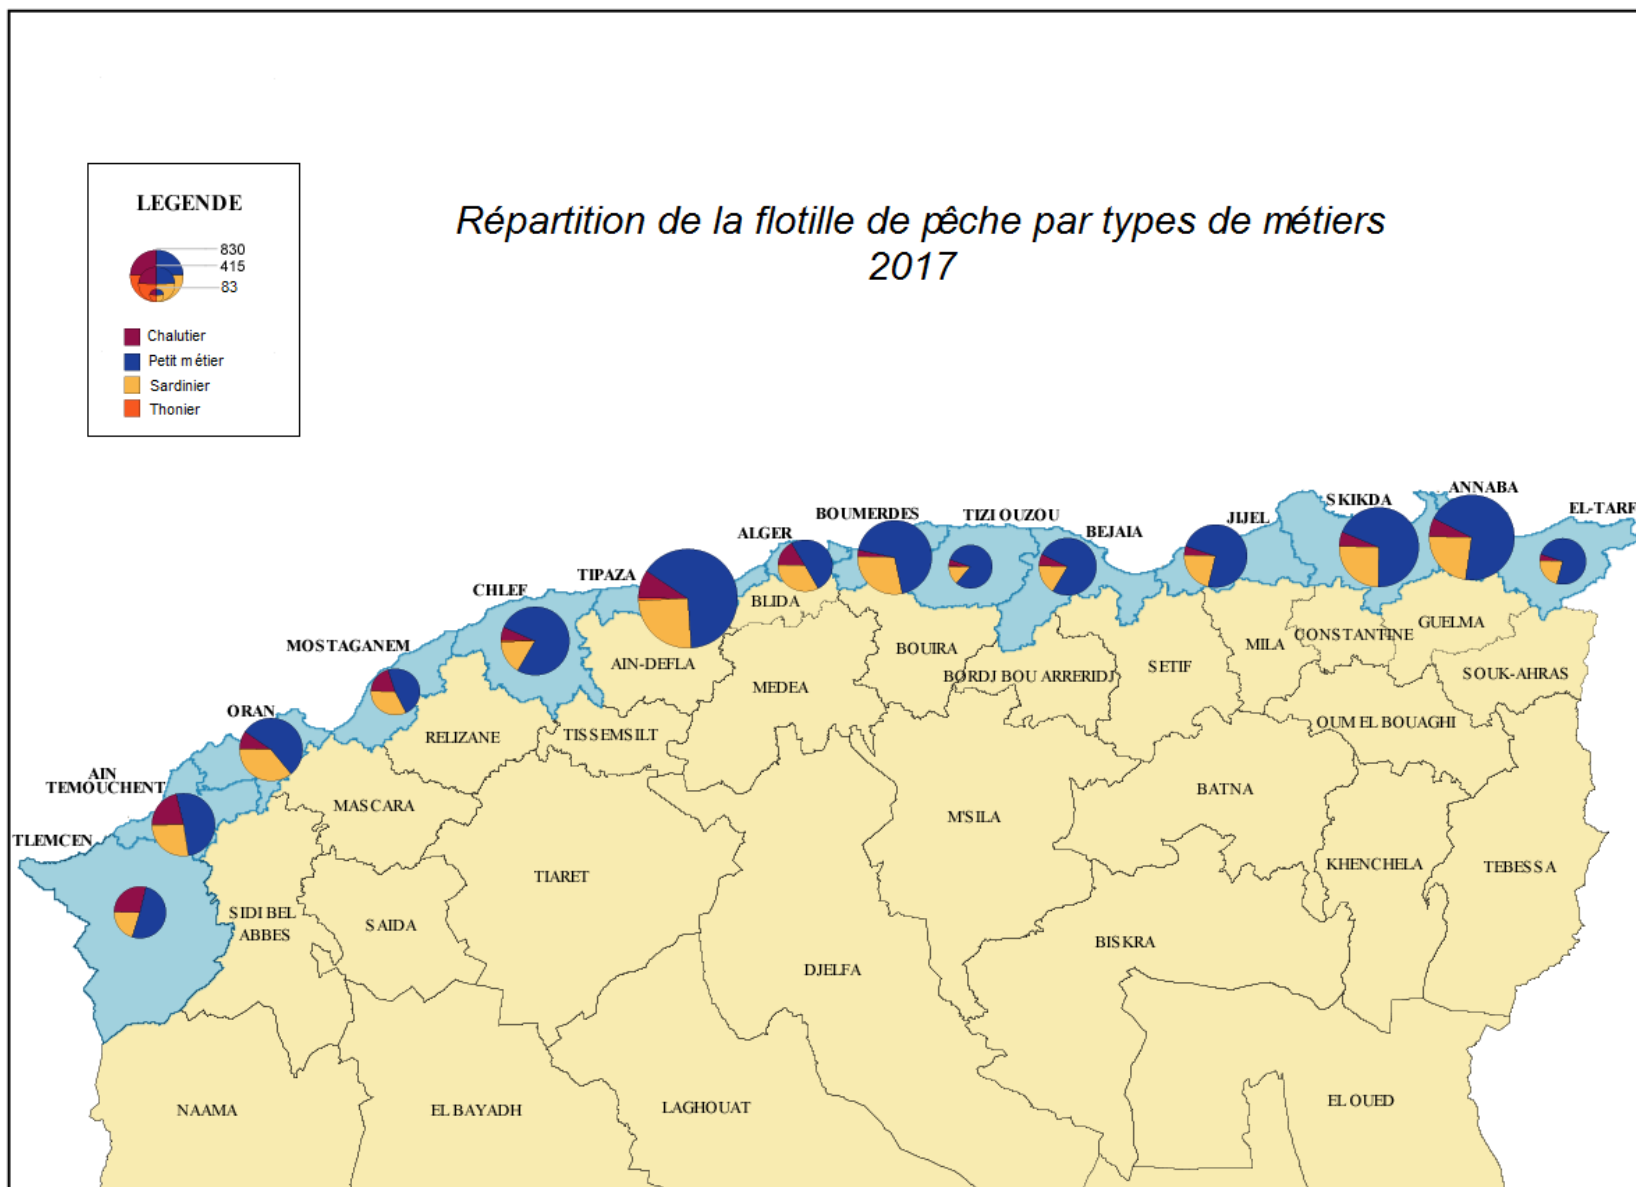 Répartition de la flotille de pêche par types de métiers
2017
LEGENDE
830
415
83
Chalutier
Petit métier
Sardinier
Thonier
SKIKDA
ANNABA
EL-TARF
BOUMERDES
TIZI OUZOU
JIJEL
ALGER
BEJAIA
TIPAZA
CHLEF
BLIDA
MOSTAGANEM
AIN-DEFLA
BOUIRA
MILA
CONSTANTINE
GUELMA
MEDEA
BORDJ BOU ARRERIDJ
SETIF
SOUK-AHRAS
ORAN
RELIZANE
TISSEMSILT
OUM EL BOUAGHI
AIN
TEMOUCHENT
MASCARA
M'SILA
BATNA
TLEMCEN
TIARET
KHENCHELA
TEBESSA
SIDI BEL
ABBES
SAIDA
BISKRA
DJELFA
NAAMA
EL BAYADH
LAGHOUAT
EL OUED